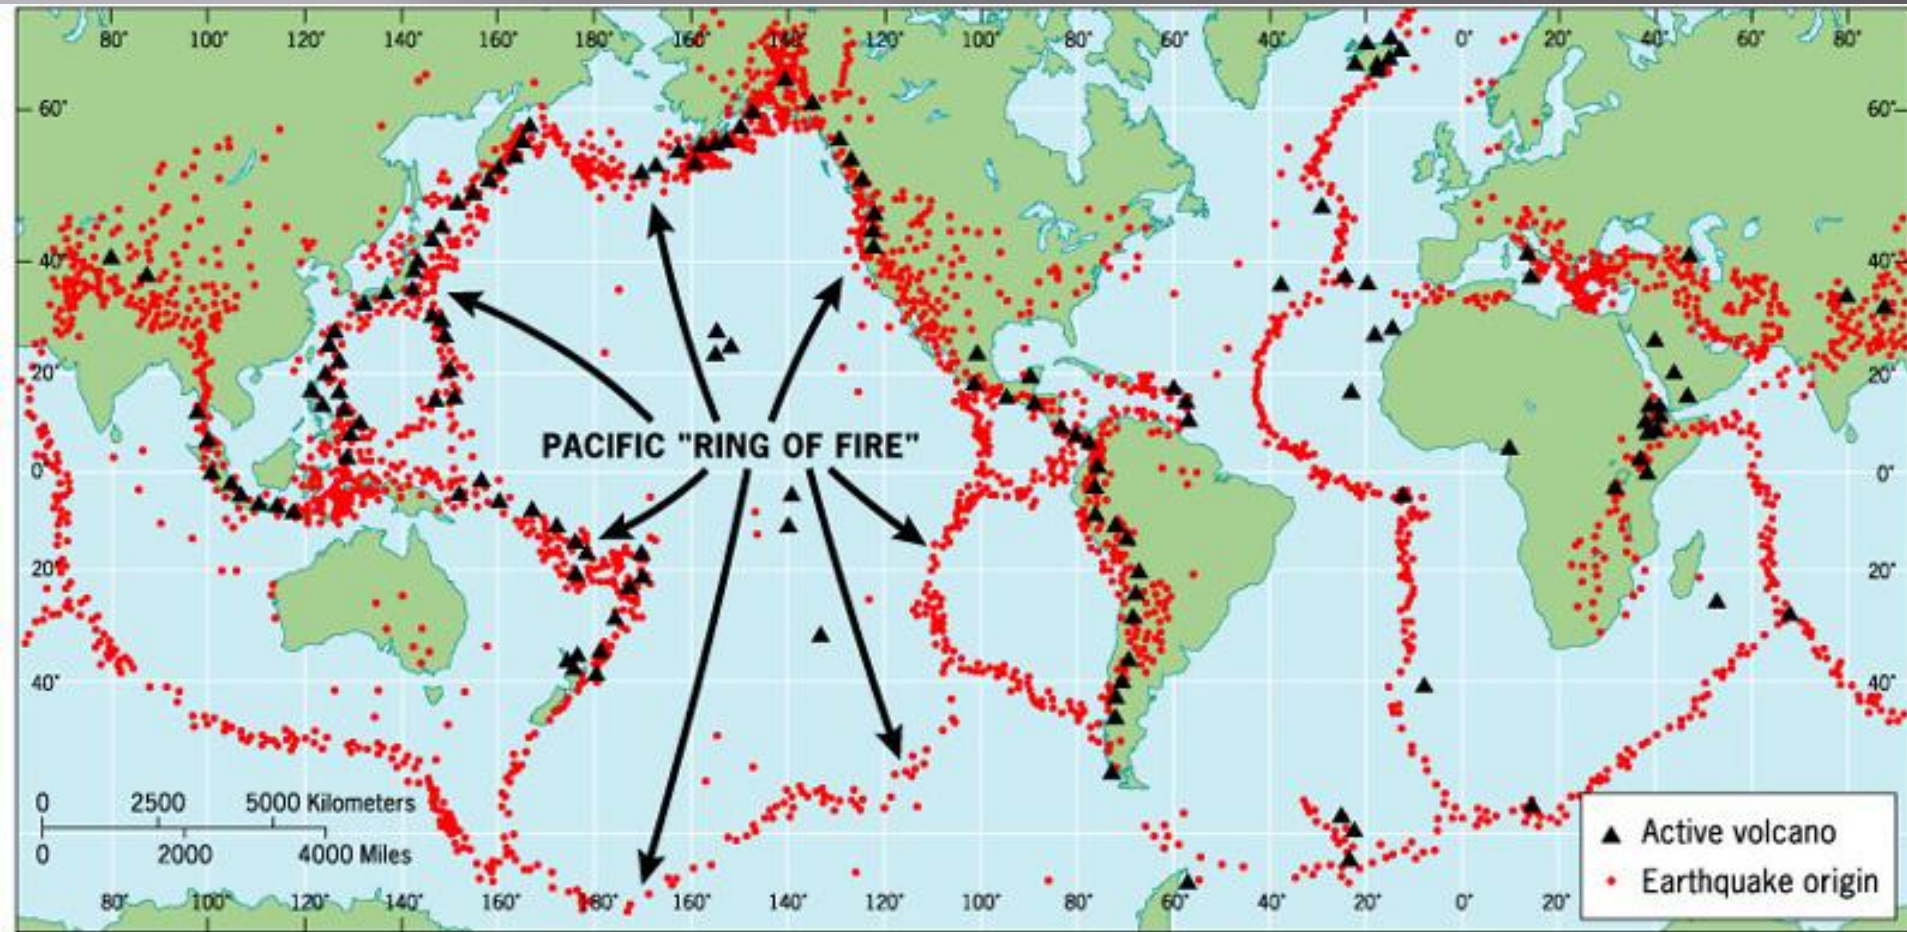 80° 100° 120° 140° 160° 180° 160° 140° 120° 100° 80° 60° 40° 20° 0° 20° 40° 60° 80°
60° 60°
40° 40°
20° 20°
PACIFIC "RING OF FIRE"
0° 0°
20° 20°
40° 40°
0 2500 5000 Kilometers
0 2000 4000 Miles
Active volcano
Earthquake origin
80° 100° 120° 140° 160° 180° 160° 140° 120° 100° 80° 60° 40° 20° 0° 20°